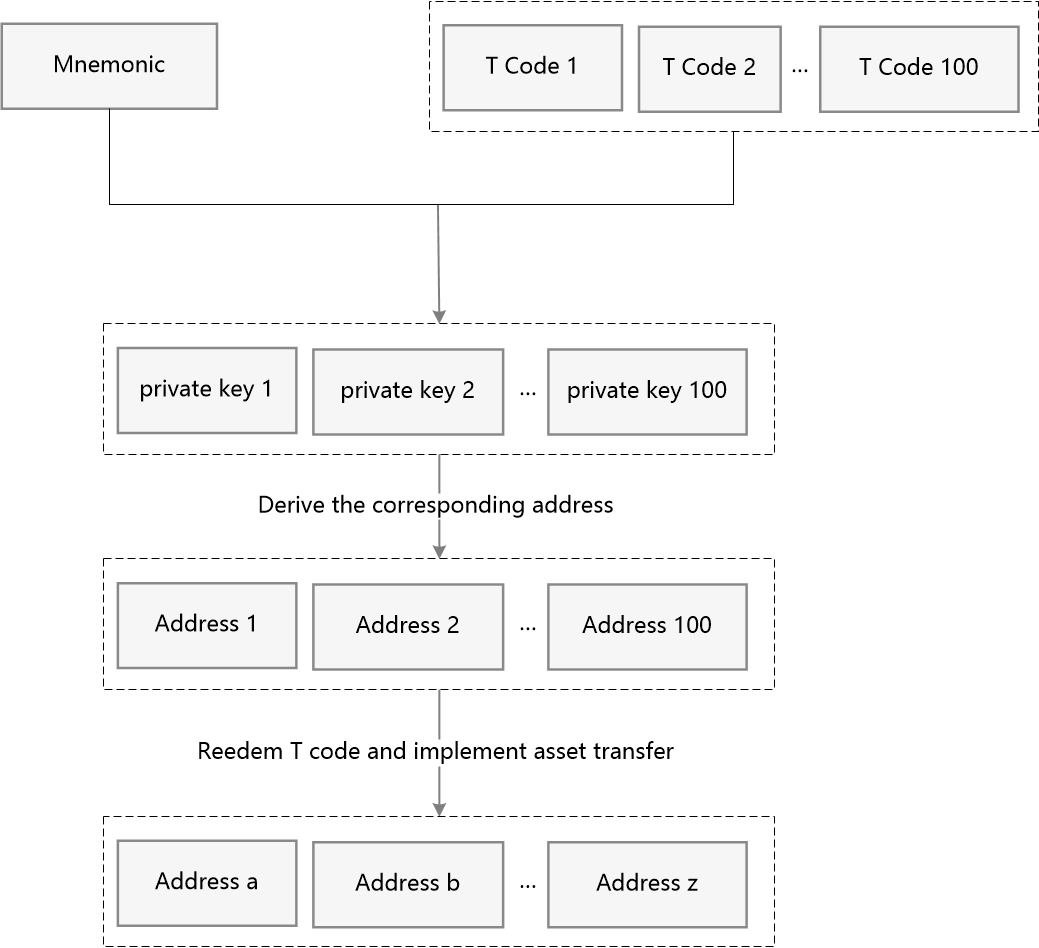 Mnemonic
T Code 1
T Code 2
...
T Code 100
private key 1
private key 2
...
private key 100
Derive the corresponding address
Address 1
Address 2
...
Address 100
Reedem T code and implement asset transfer
Address a
Address b
...
Address z